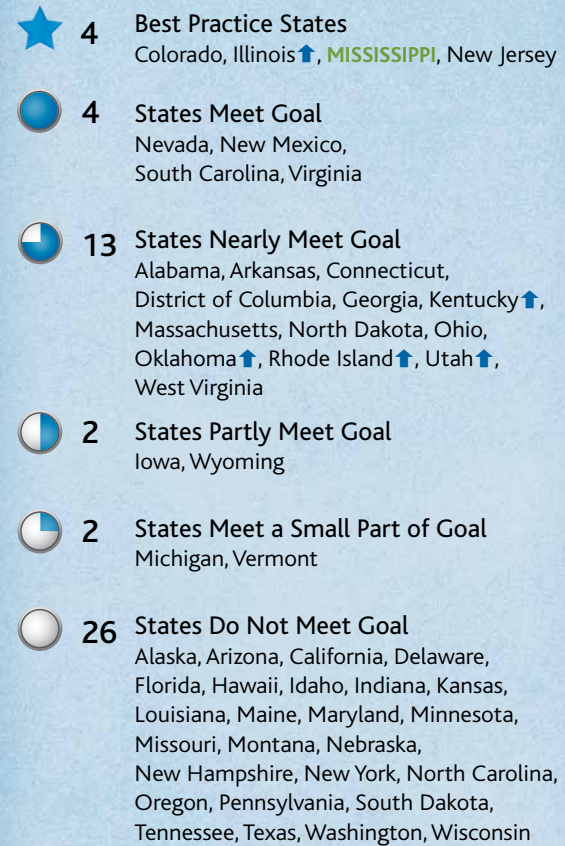 4 Best Practice States
Colorado, Illinois⬆, MISSISSIPPI, New Jersey
4 States Meet Goal
Nevada, New Mexico,
South Carolina, Virginia
13 States Nearly Meet Goal
Alabama, Arkansas, Connecticut,
District of Columbia, Georgia, Kentucky⬆,
Massachusetts, North Dakota, Ohio,
Oklahoma⬆, Rhode Island⬆, Utah⬆,
West Virginia
2 States Partly Meet Goal
Iowa, Wyoming
2 States Meet a Small Part of Goal
Michigan, Vermont
26 States Do Not Meet Goal
Alaska, Arizona, California, Delaware,
Florida, Hawaii, Idaho, Indiana, Kansas,
Louisiana, Maine, Maryland, Minnesota,
Missouri, Montana, Nebraska,
New Hampshire, New York, North Carolina,
Oregon, Pennsylvania, South Dakota,
Tennessee, Texas, Washington, Wisconsin